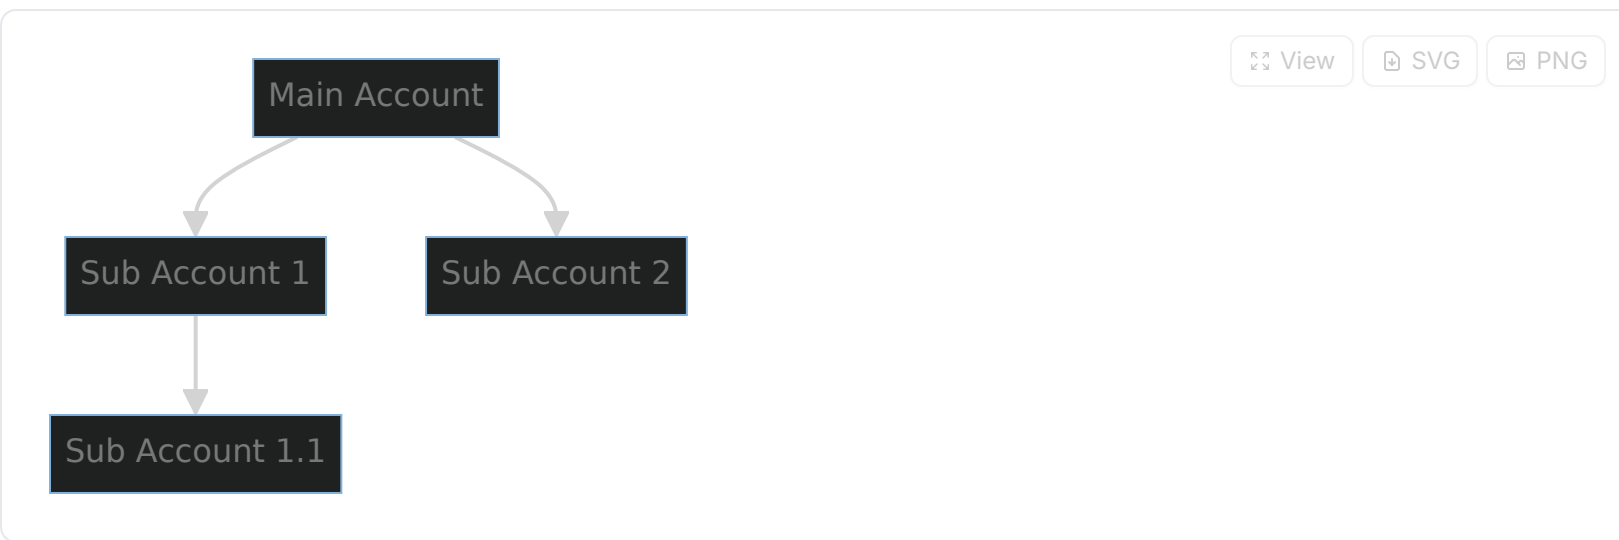 View
SVG
PNG
Main Account
Sub Account 1
Sub Account 2
Sub Account 1.1